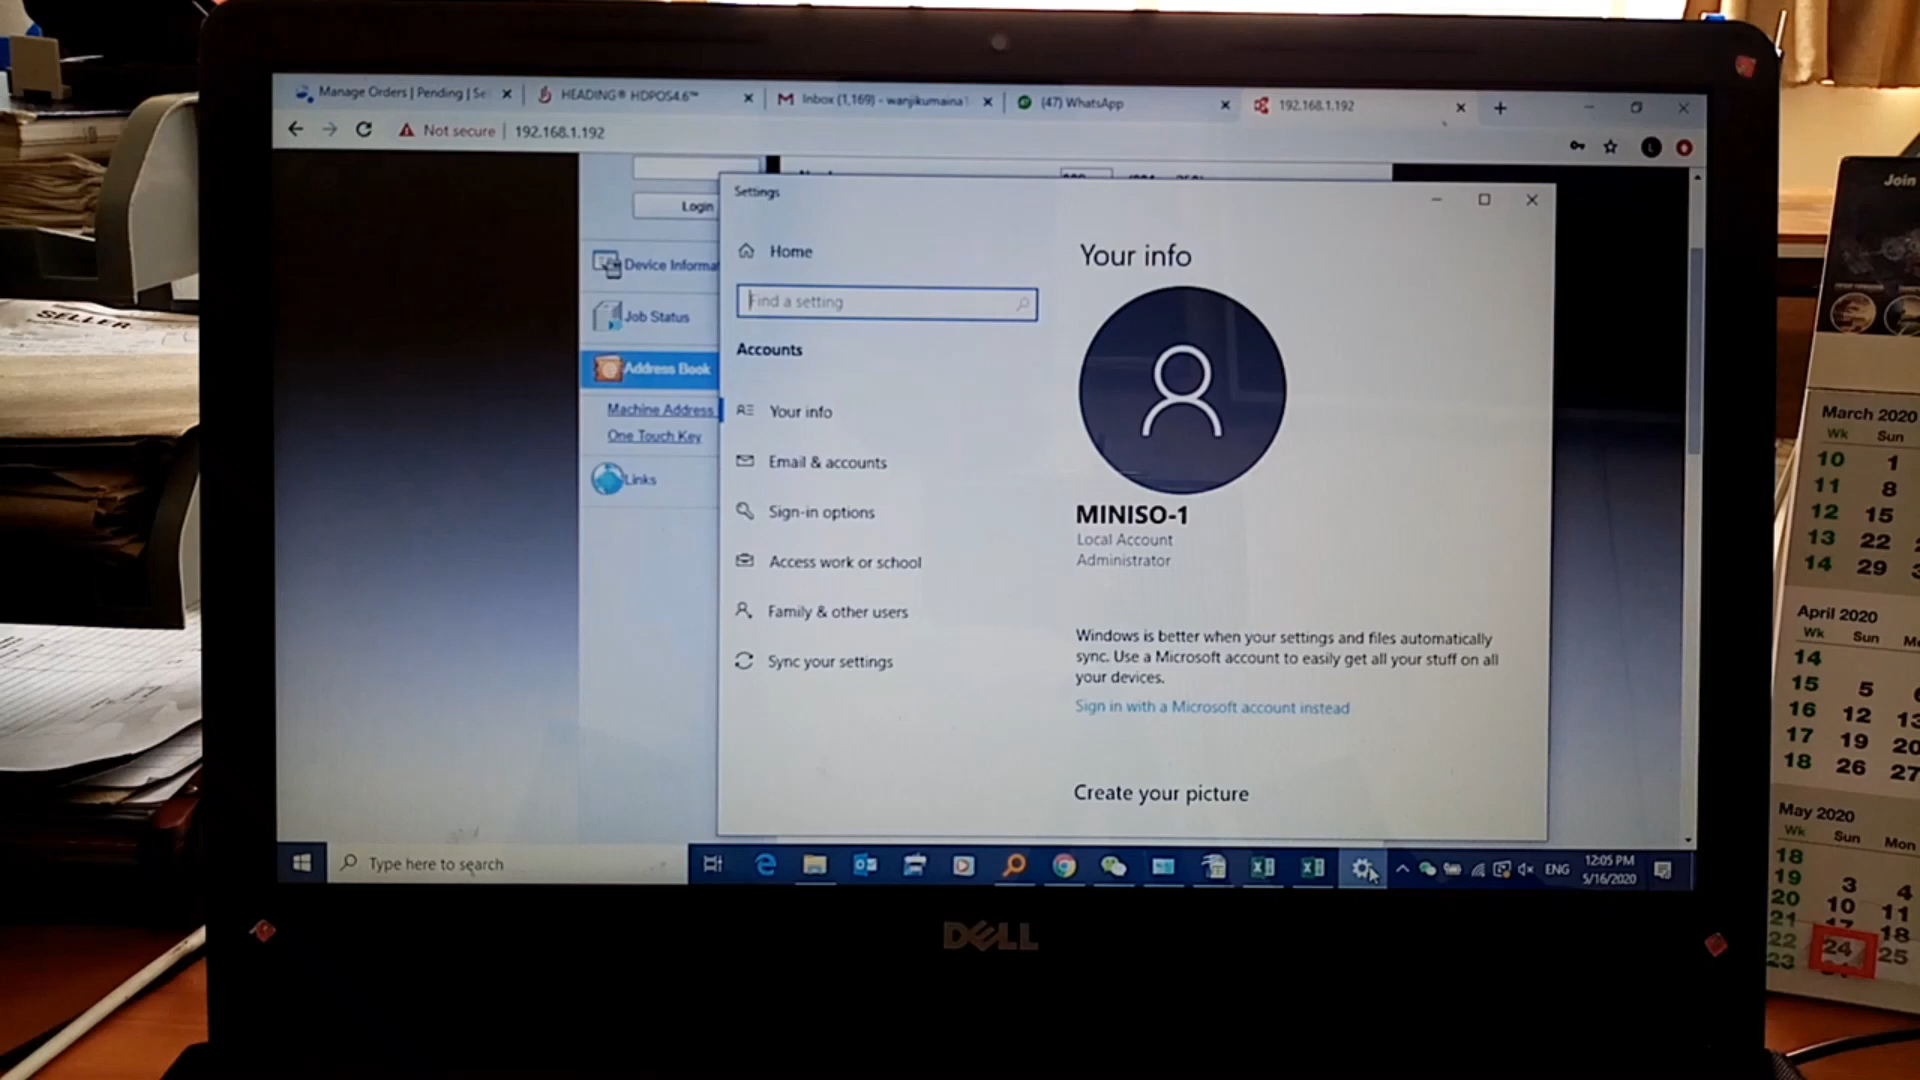 Manage Orders | Pending | Se
HEADING® HDPOS4.6™
Inbox (1,169) - wanjikumaina
(47) WhatsApp
192.168.1.192
Not secure
192.168.1.192
Login
Device Informat
Job Status
Address Book
Machine Address
One Touch Key
Links
Settings
Home
Find a setting
Accounts
Your info
Email & accounts
Sign-in options
Access work or school
Family & other users
Sync your settings
Your info
MINISO-1
Local Account
Administrator
Windows is better when your settings and files automatically
sync. Use a Microsoft account to easily get all your stuff on all
your devices.
Sign in with a Microsoft account instead
Create your picture
Type here to search
ENG
12:05 PM
5/16/2020
DELL
SELLER
Join
March 2020
Wk Sun
10 1
11 8
12 15
13 22
14 29
April 2020
Wk Sun
14
15 5
16 12 13
17 19 20
18 26 27
May 2020
Wk Sun Mon
18
19 3 4
20 10 11
21 17 18
22 24 25
23